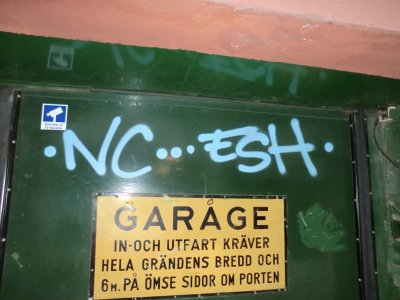 ·NC...ESH·
GARAGE
IN-OCH UTFART KRÄVER
HELA GRÄNDENS BREDD OCH
6M. PÅ ÖMSE SIDOR OM PORTEN